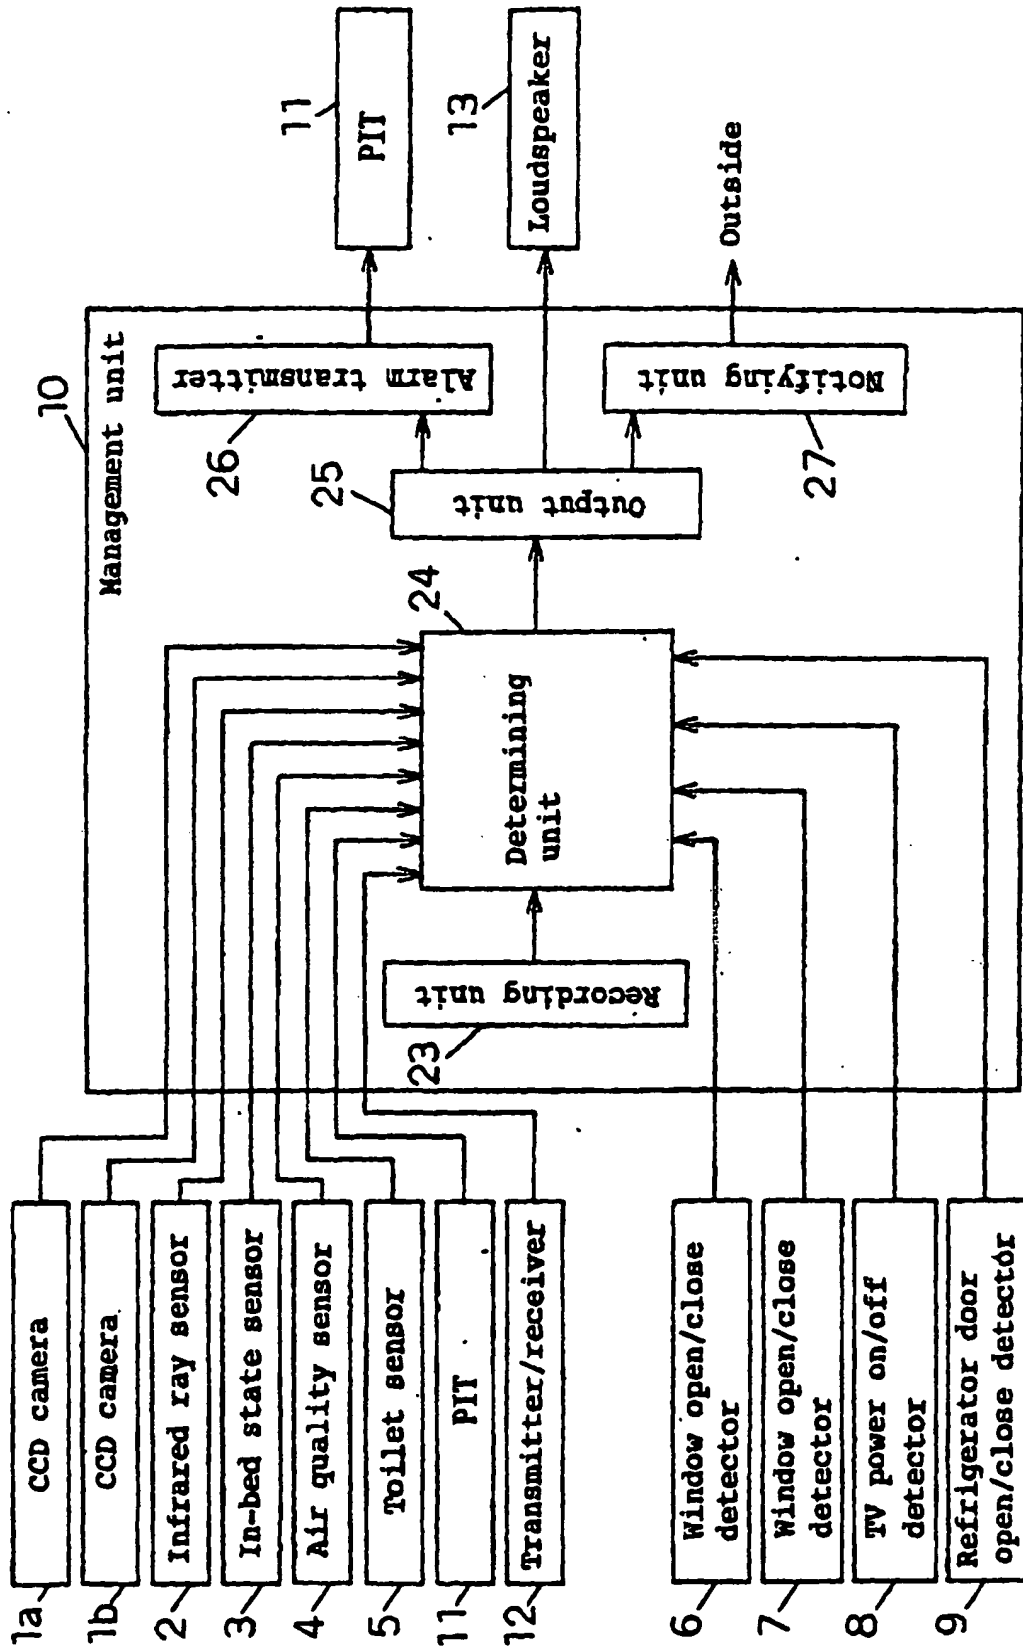 1a
CCD camera
1b
CCD camera
2
Infrared ray sensor
3
In-bed state sensor
4
Air quality sensor
5
Toilet sensor
11
PIT
12
Transmitter/receiver
6
Window open/close
detector
7
Window open/close
detector
8
TV power on/off
detector
9
Refrigerator door
open/close detector
10
Management unit
23
Recording unit
24
Determining
unit
25
Output unit
26
Alarm transmitter
27
Notifying unit
11
PIT
13
Loudspeaker
Outside